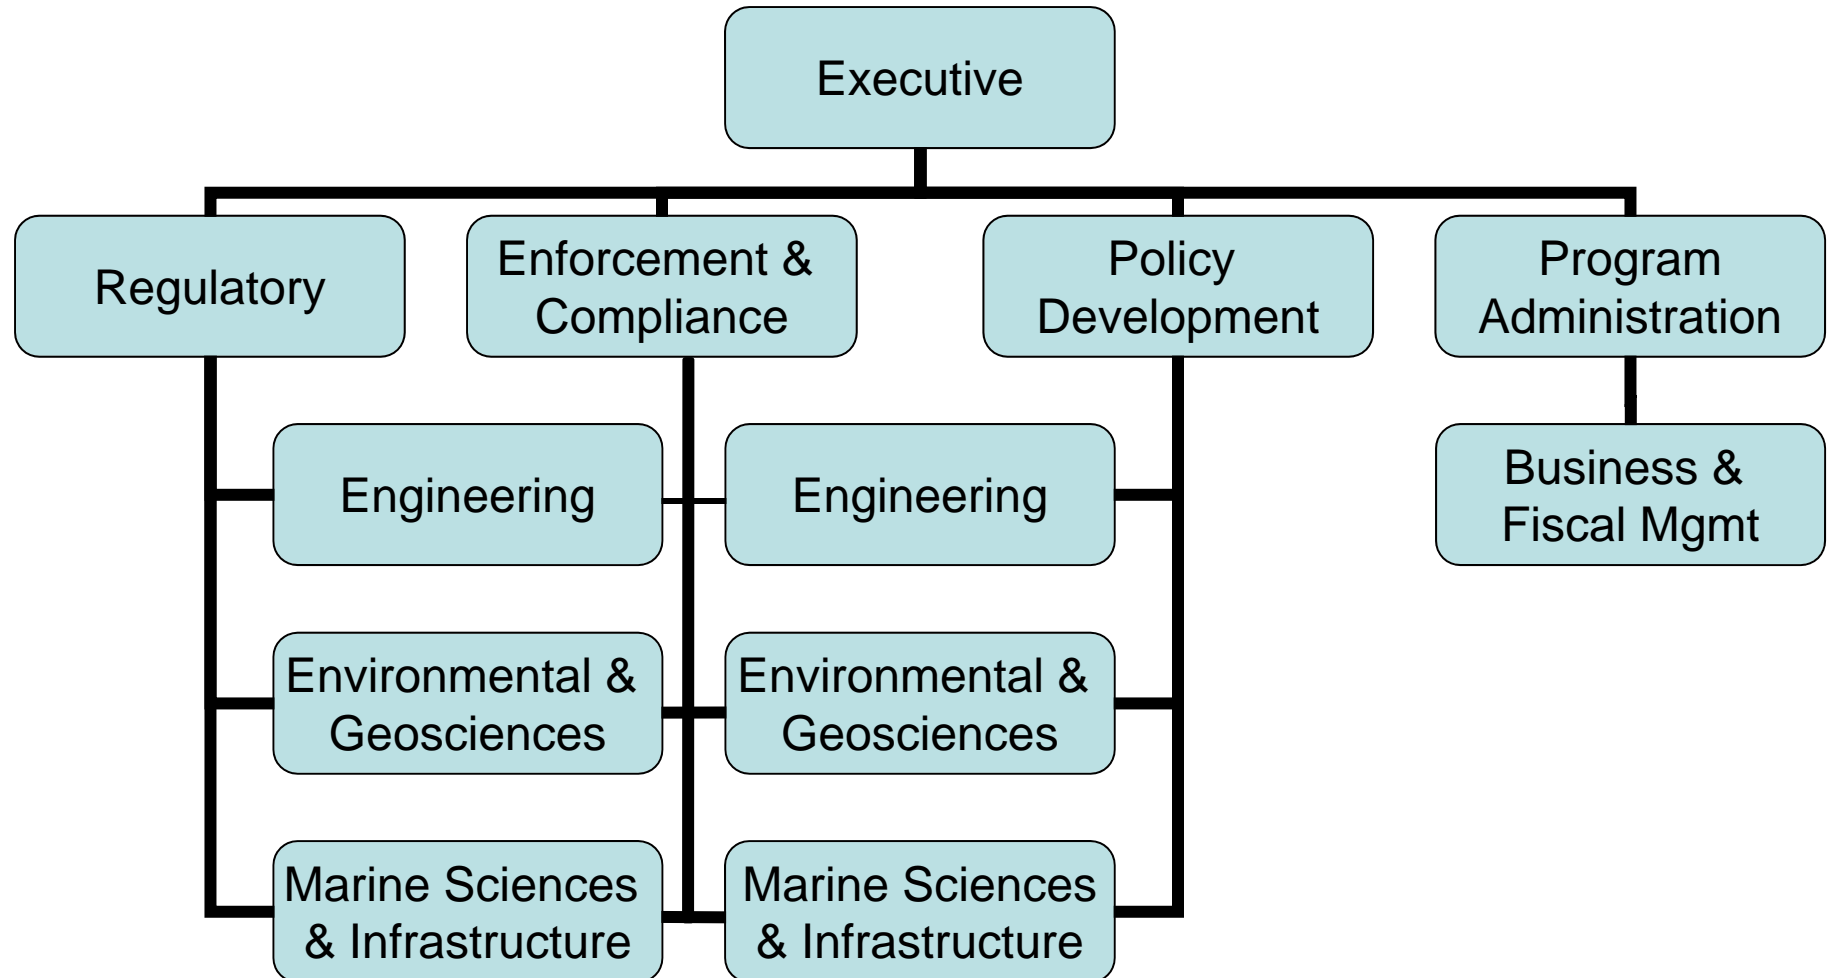 Executive
Regulatory
Enforcement &
Compliance
Policy
Development
Program
Administration
Engineering
Engineering
Business &
Fiscal Mgmt
Environmental &
Geosciences
Environmental &
Geosciences
Marine Sciences
& Infrastructure
Marine Sciences
& Infrastructure